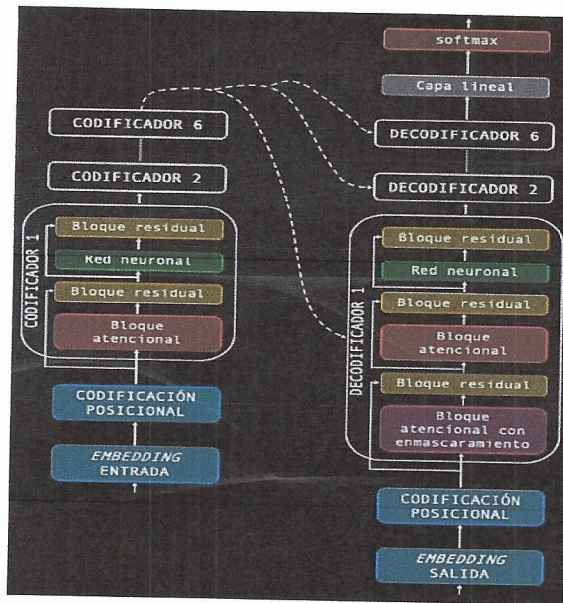 softmax
Capa lineal
CODIFICADOR 6
DECODIFICADOR 6
CODIFICADOR 2
DECODIFICADOR 2
CODIFICADOR 1
Bloque residual
Red neuronal
Bloque residual
Bloque
atencional
CODIFICACIÓN
POSICIONAL
EMBEDDING
ENTRADA
DECODIFICADOR 1
Bloque residual
Red neuronal
Bloque residual
Bloque
atencional
Bloque residual
Bloque
atencional con
enmascaramiento
CODIFICACIÓN
POSICIONAL
EMBEDDING
SALIDA